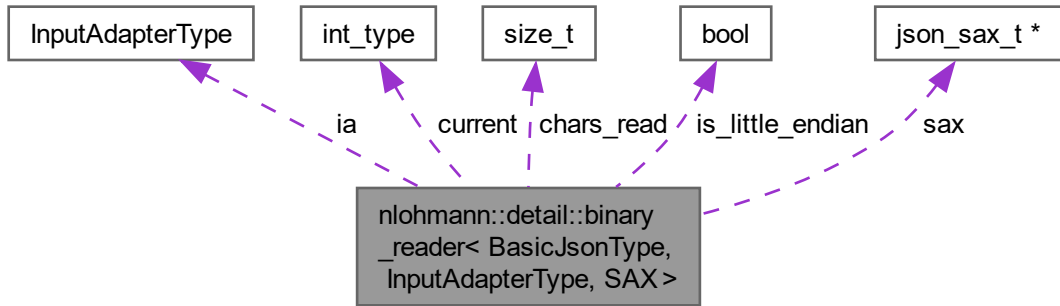 InputAdapterType
int_type
size_t
bool
json_sax_t *
ia
current
chars_read
is_little_endian
sax
nlohmann::detail::binary
_reader< BasicJsonType,
InputAdapterType, SAX >